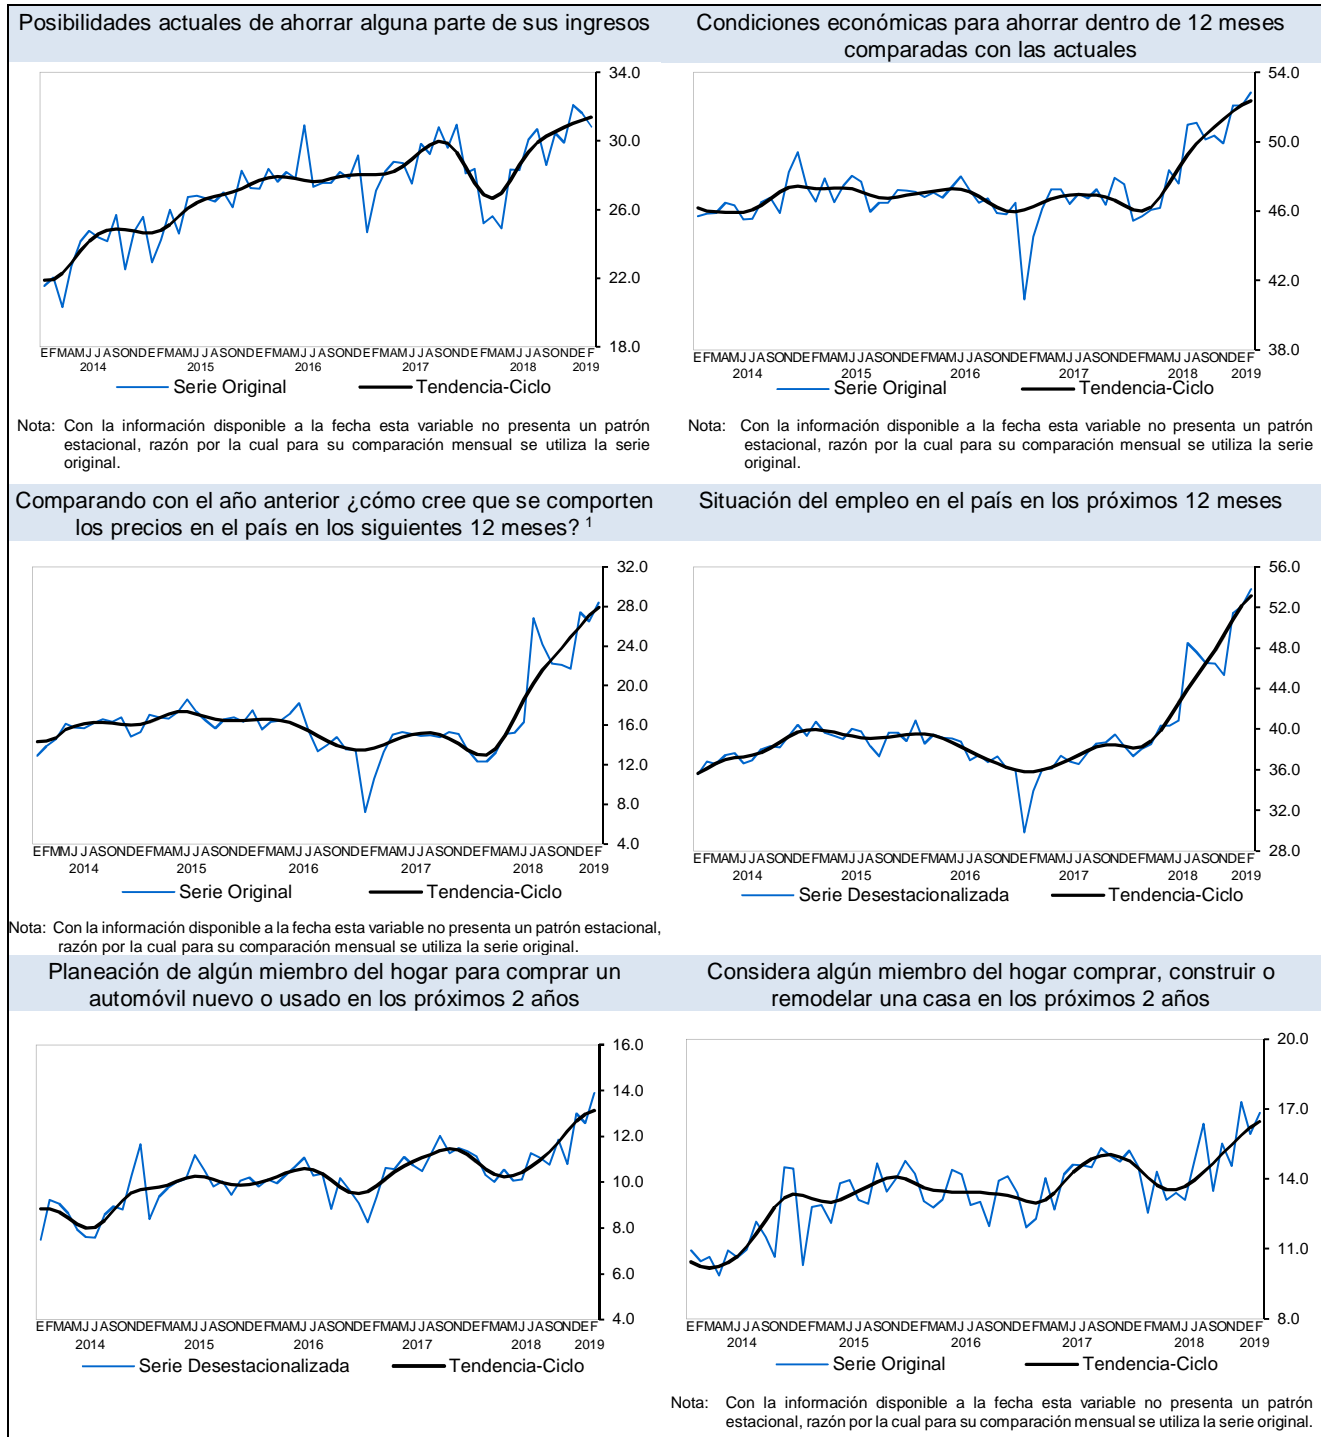 Posibilidades actuales de ahorrar alguna parte de sus ingresos
Condiciones económicas para ahorrar dentro de 12 meses
comparadas con las actuales
34.0
30.0
26.0
22.0
18.0
EFMAMJJASONDEFMAMJJASONDEFMAMJJASONDEFMAMJJASONDEFMAMJJASONDEF
2014 2015 2016 2017 2018 2019
Serie Original Tendencia-Ciclo
54.0
50.0
46.0
42.0
38.0
EFMAMJJASONDEFMAMJJASONDEFMAMJJASONDEFMAMJJASONDEFMAMJJASONDEF
2014 2015 2016 2017 2018 2019
Serie Original Tendencia-Ciclo
Nota: Con la información disponible a la fecha esta variable no presenta un patrón
estacional, razón por la cual para su comparación mensual se utiliza la serie
original.
Nota: Con la información disponible a la fecha esta variable no presenta un patrón
estacional, razón por la cual para su comparación mensual se utiliza la serie
original.
Comparando con el año anterior ¿cómo cree que se comporten
los precios en el país en los siguientes 12 meses? 1
Situación del empleo en el país en los próximos 12 meses
32.0
28.0
24.0
20.0
16.0
12.0
8.0
4.0
EFMAMJJASONDEFMAMJJASONDEFMAMJJASONDEFMAMJJASONDEFMAMJJASONDEF
2014 2015 2016 2017 2018 2019
Serie Original Tendencia-Ciclo
56.0
52.0
48.0
44.0
40.0
36.0
32.0
28.0
EFMAMJJASONDEFMAMJJASONDEFMAMJJASONDEFMAMJJASONDEFMAMJJASONDEF
2014 2015 2016 2017 2018 2019
Serie Desestacionalizada Tendencia-Ciclo
Nota: Con la información disponible a la fecha esta variable no presenta un patrón estacional,
razón por la cual para su comparación mensual se utiliza la serie original.
Planeación de algún miembro del hogar para comprar un
automóvil nuevo o usado en los próximos 2 años
Considera algún miembro del hogar comprar, construir o
remodelar una casa en los próximos 2 años
16.0
14.0
12.0
10.0
8.0
6.0
4.0
EFMAMJJASONDEFMAMJJASONDEFMAMJJASONDEFMAMJJASONDEFMAMJJASONDEF
2014 2015 2016 2017 2018 2019
Serie Desestacionalizada Tendencia-Ciclo
20.0
17.0
14.0
11.0
8.0
EFMAMJJASONDEFMAMJJASONDEFMAMJJASONDEFMAMJJASONDEFMAMJJASONDEF
2014 2015 2016 2017 2018 2019
Serie Original Tendencia-Ciclo
Nota: Con la información disponible a la fecha esta variable no presenta un patrón
estacional, razón por la cual para su comparación mensual se utiliza la serie original.